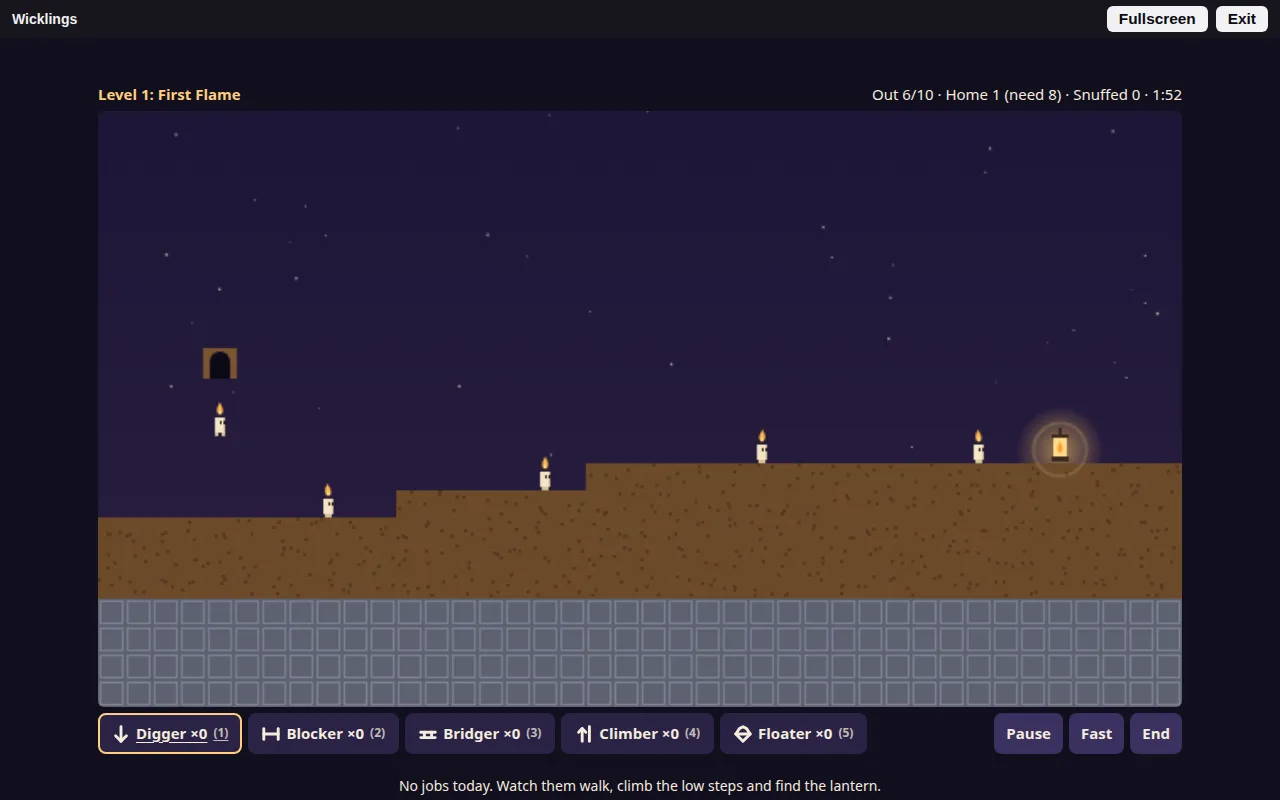 Wicklings
Fullscreen
Exit
Level 1: First Flame
Out 6/10 · Home 1 (need 8) · Snuffed 0 · 1:52
Digger ×0 (1)
Blocker ×0 (2)
Bridger ×0 (3)
Climber ×0 (4)
Floater ×0 (5)
Pause
Fast
End
No jobs today. Watch them walk, climb the low steps and find the lantern.